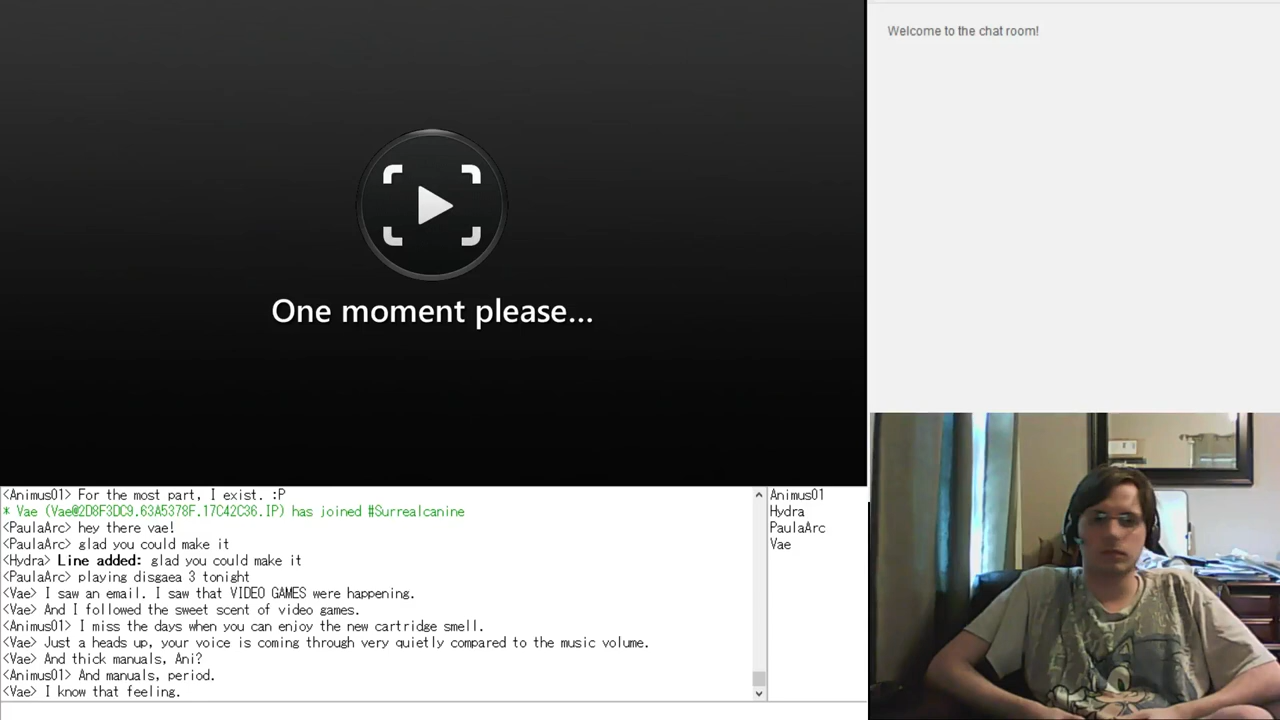 Welcome to the chat room!
One moment please...
<Animus01> For the most part, I exist. :P
* Vae (Vae@2D8F3DC9.63A5378F.17C42C36.IP) has joined #Surrealcanine
<PaulaArc> hey there vae!
<PaulaArc> glad you could make it
<Hydra> Line added: glad you could make it
<PaulaArc> playing disgaea 3 tonight
<Vae> I saw an email. I saw that VIDEO GAMES were happening.
<Vae> And I followed the sweet scent of video games.
<Animus01> I miss the days when you can enjoy the new cartridge smell.
<Vae> Just a heads up, your voice is coming through very quietly compared to the music volume.
<Vae> And thick manuals, Ani?
<Animus01> And manuals, period.
<Vae> I know that feeling.
Animus01
Hydra
PaulaArc
Vae